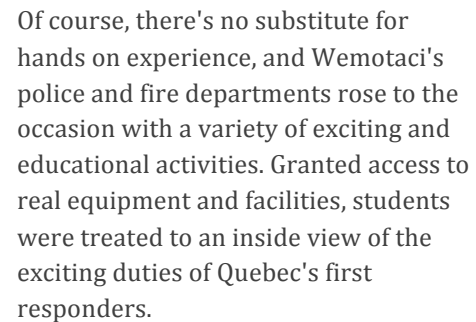 Of course, there's no substitute for
hands on experience, and Wemotaci's
police and fire departments rose to the
occasion with a variety of exciting and
educational activities. Granted access to
real equipment and facilities, students
were treated to an inside view of the
exciting duties of Quebec's first
responders.